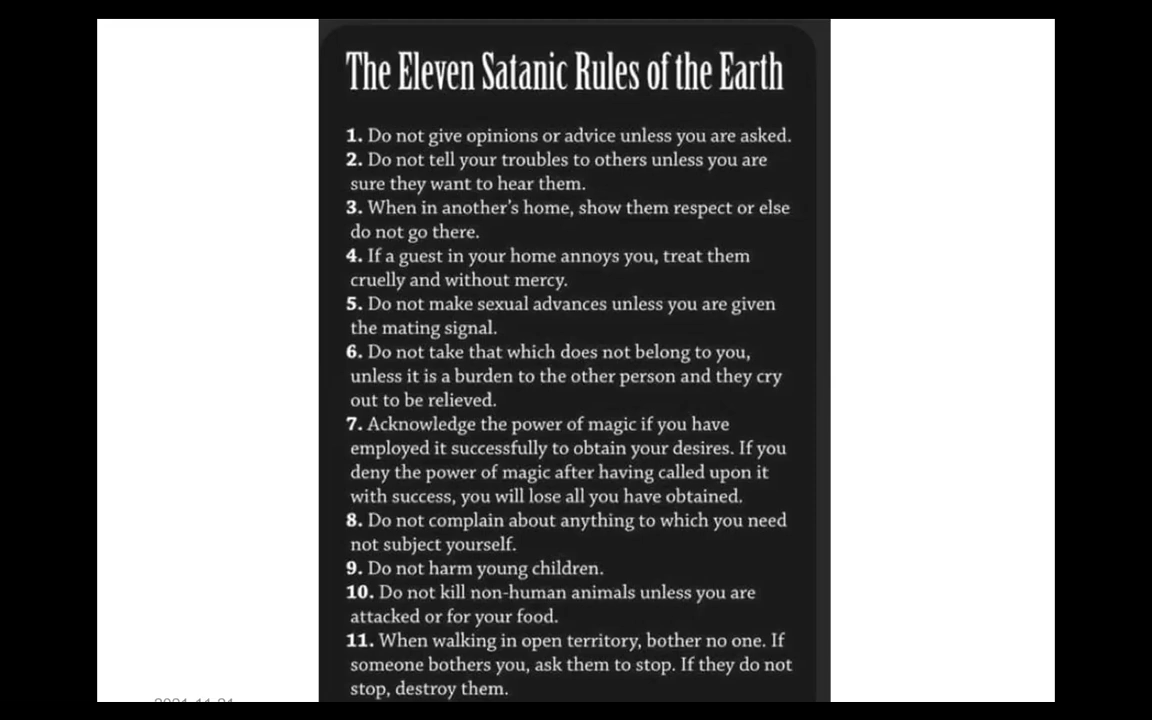 The Eleven Satanic Rules of the Earth
1. Do not give opinions or advice unless you are asked.
2. Do not tell your troubles to others unless you are
sure they want to hear them.
3. When in another's home, show them respect or else
do not go there.
4. If a guest in your home annoys you, treat them
cruelly and without mercy.
5. Do not make sexual advances unless you are given
the mating signal.
6. Do not take that which does not belong to you,
unless it is a burden to the other person and they cry
out to be relieved.
7. Acknowledge the power of magic if you have
employed it successfully to obtain your desires. If you
deny the power of magic after having called upon it
with success, you will lose all you have obtained.
8. Do not complain about anything to which you need
not subject yourself.
9. Do not harm young children.
10. Do not kill non-human animals unless you are
attacked or for your food.
11. When walking in open territory, bother no one. If
someone bothers you, ask them to stop. If they do not
stop, destroy them.